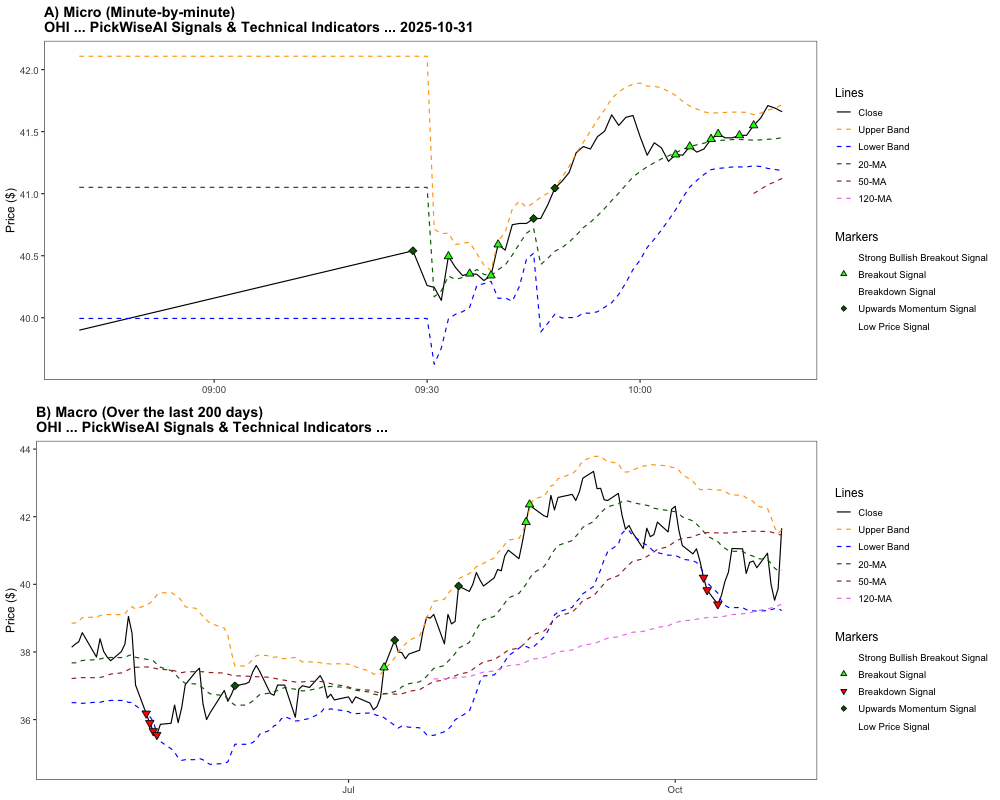 A) Micro (Minute-by-minute)
OHI ... PickWiseAI Signals & Technical Indicators ... 2025-10-31
Price ($)
42.0
41.5
41.0
40.5
40.0
09:00
09:30
10:00
Lines
Close
Upper Band
Lower Band
20-MA
50-MA
120-MA
Markers
Strong Bullish Breakout Signal
Breakout Signal
Breakdown Signal
Upwards Momentum Signal
Low Price Signal
B) Macro (Over the last 200 days)
OHI ... PickWiseAI Signals & Technical Indicators ...
Price ($)
44
42
40
38
36
Jul
Oct
Lines
Close
Upper Band
Lower Band
20-MA
50-MA
120-MA
Markers
Strong Bullish Breakout Signal
Breakout Signal
Breakdown Signal
Upwards Momentum Signal
Low Price Signal